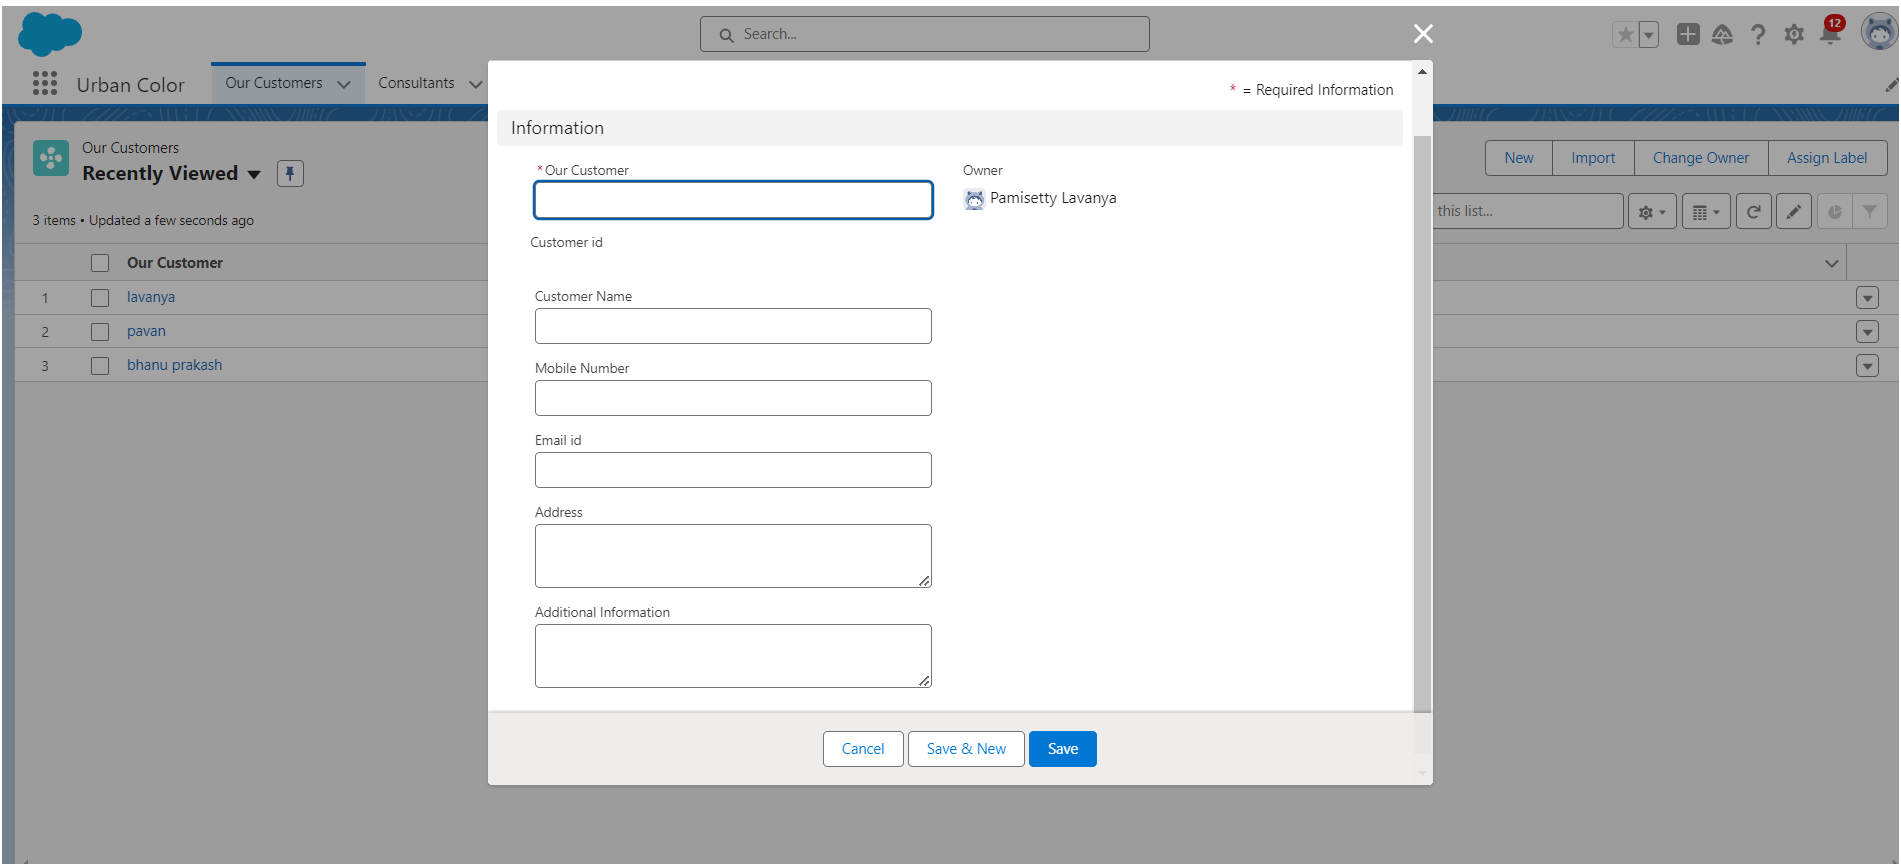 Search...
12
Urban Color
Our Customers
Consultants
* = Required Information
Information
Our Customers
Recently Viewed
New
Import
Change Owner
Assign Label
3 items • Updated a few seconds ago
this list...
Our Customer
1
lavanya
2
pavan
3
bhanu prakash
*Our Customer
Owner
Pamisetty Lavanya
Customer id
Customer Name
Mobile Number
Email id
Address
Additional Information
Cancel
Save & New
Save